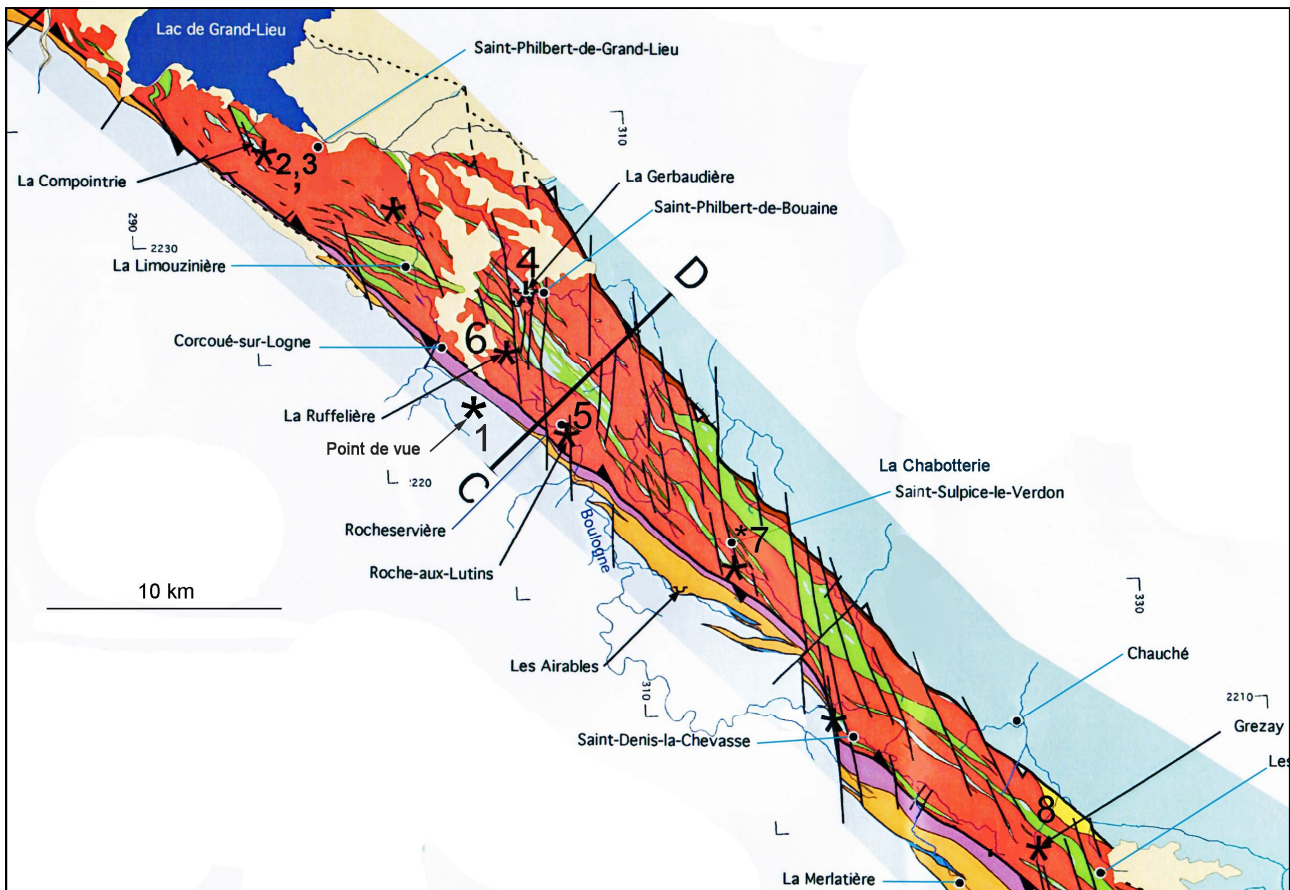 Lac de Grand-Lieu
Saint-Philbert-de-Grand-Lieu
310
La Compointrie
2,3
La Gerbaudière
Saint-Philbert-de-Bouaine
290
2230
La Limouzinière
4
D
Corcoué-sur-Logne
6
La Ruffelière
5
1
Point de vue
C
2220
La Chabotterie
Saint-Sulpice-le-Verdon
Rocheservière
Boulogne
7
Roche-aux-Lutins
10 km
330
Les Airables
Chauché
310
2210
Grezay
Saint-Denis-la-Chevasse
Les
8
La Merlatière